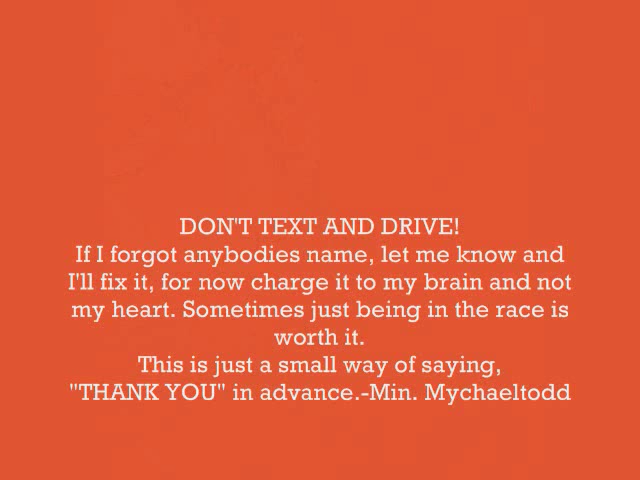 DON'T TEXT AND DRIVE!
If I forgot anybodies name, let me know and
I'll fix it, for now charge it to my brain and not
my heart. Sometimes just being in the race is
worth it.
This is just a small way of saying,
"THANK YOU" in advance.-Min. Mychaeltodd